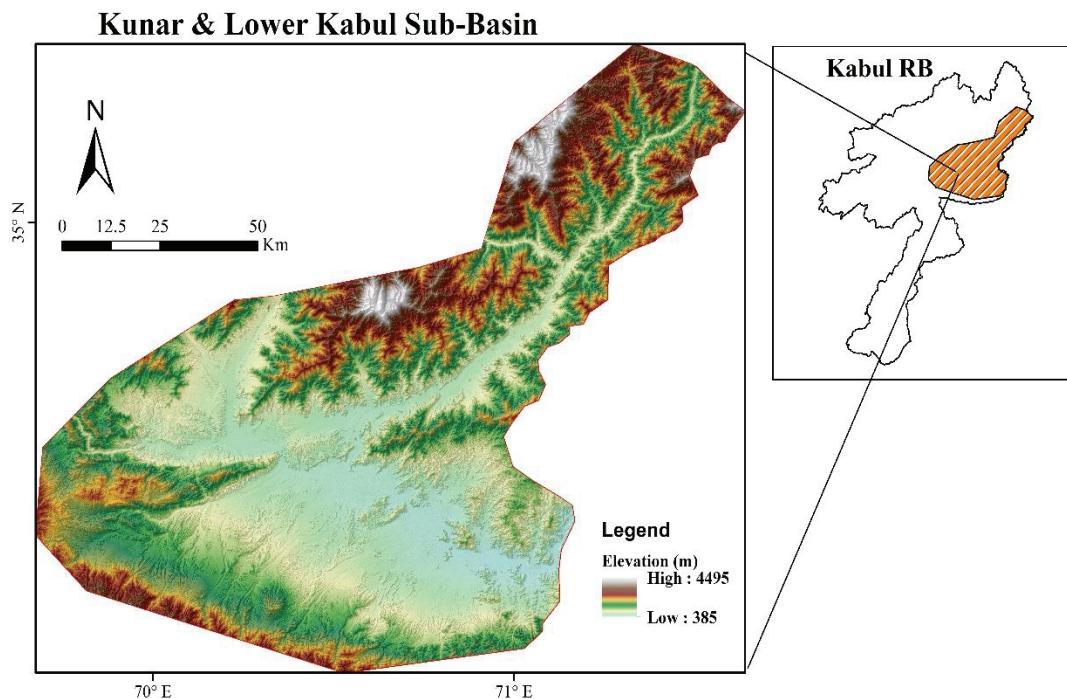 Kunar & Lower Kabul Sub-Basin
Kabul RB
N
0 12.5 25 50
Km
35° N
Legend
Elevation (m)
High : 4495
Low : 385
70° E 71° E